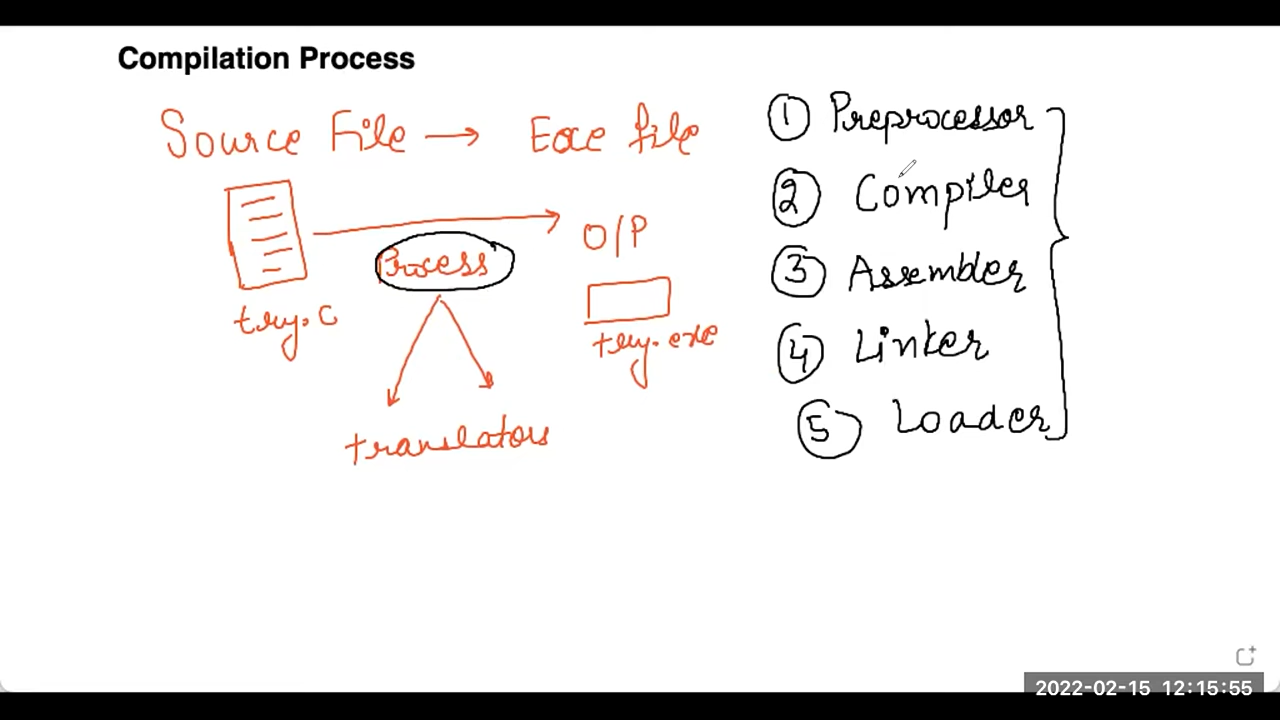 Compilation Process
Source File → Exe file
O/P
Process
try.c
try.exe
translators
1 Preprocessor
2 Compiler
3 Assembler
4 Linker
5 Loader
2022-02-15 12:15:55